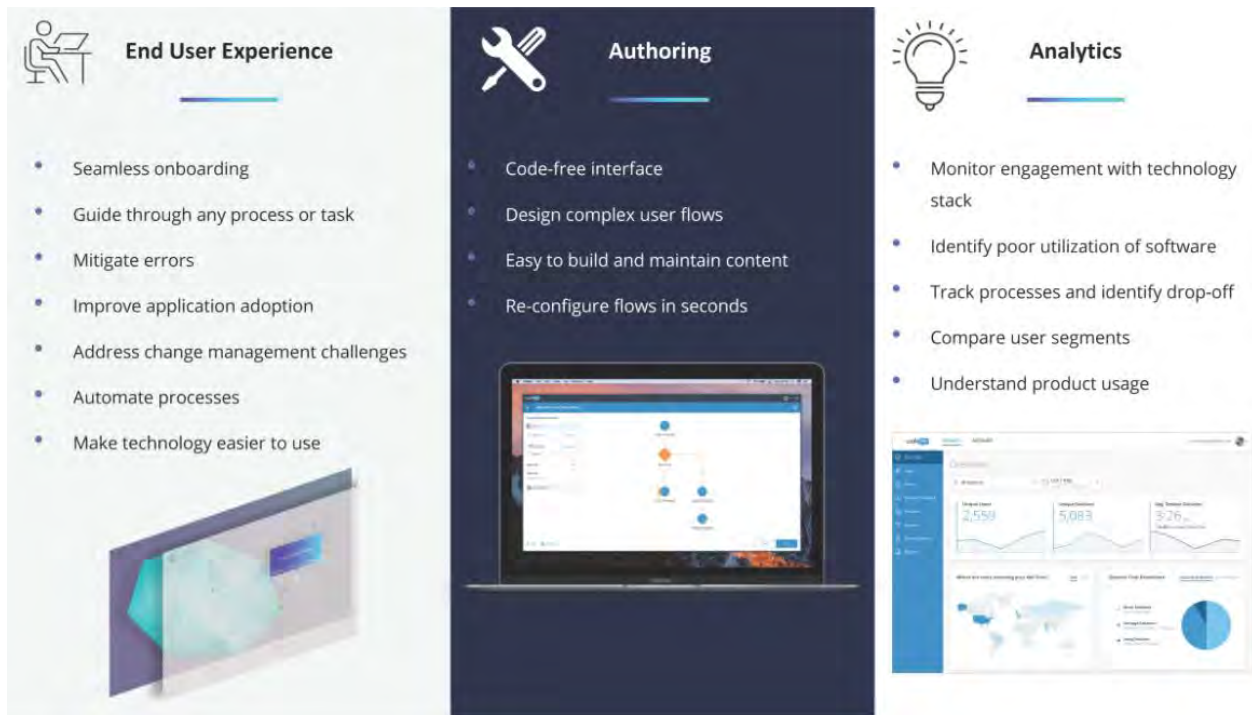 End User Experience
Seamless onboarding
Guide through any process or task
Mitigate errors
Improve application adoption
Address change management challenges
Automate processes
Make technology easier to use
Authoring
Code-free interface
Design complex user flows
Easy to build and maintain content
Re-configure flows in seconds
Analytics
Monitor engagement with technology
stack
Identify poor utilization of software
Track processes and identify drop-off
Compare user segments
Understand product usage
2,559
5,083
3:26